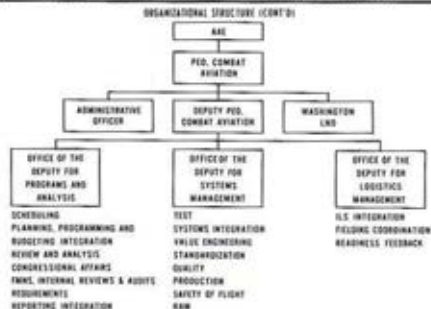 ORGANIZATIONAL STRUCTURE (CONT'D)
AAE
PEO, COMBAT
AVIATION
ADMINISTRATIVE
OFFICER
DEPUTY PEO,
COMBAT AVIATION
WASHINGTON
LNO
OFFICE OF THE
DEPUTY FOR
PROGRAMS AND
ANALYSIS
OFFICE OF THE
DEPUTY FOR
SYSTEMS
MANAGEMENT
OFFICE OF THE
DEPUTY FOR
LOGISTICS
MANAGEMENT
SCHEDULING
PLANNING, PROGRAMMING AND
BUDGETING INTEGRATION
REVIEW AND ANALYSIS
CONGRESSIONAL AFFAIRS
FMNS, INTERNAL REVIEWS & AUDITS
REQUIREMENTS
REPORTING INTEGRATION
TEST
SYSTEMS INTEGRATION
VALUE ENGINEERING
STANDARDIZATION
QUALITY
PRODUCTION
SAFETY OF FLIGHT
RAM
ILS INTEGRATION
FIELDING COORDINATION
READINESS FEEDBACK